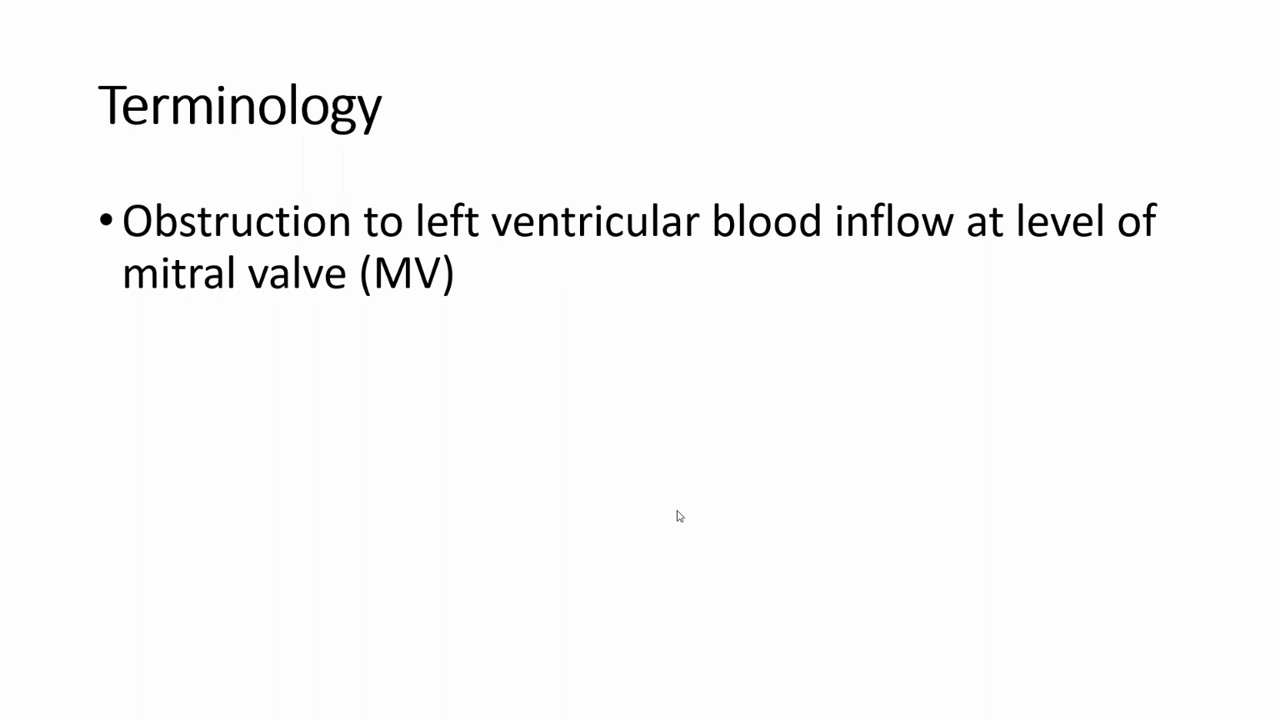 Terminology
• Obstruction to left ventricular blood inflow at level of
mitral valve (MV)